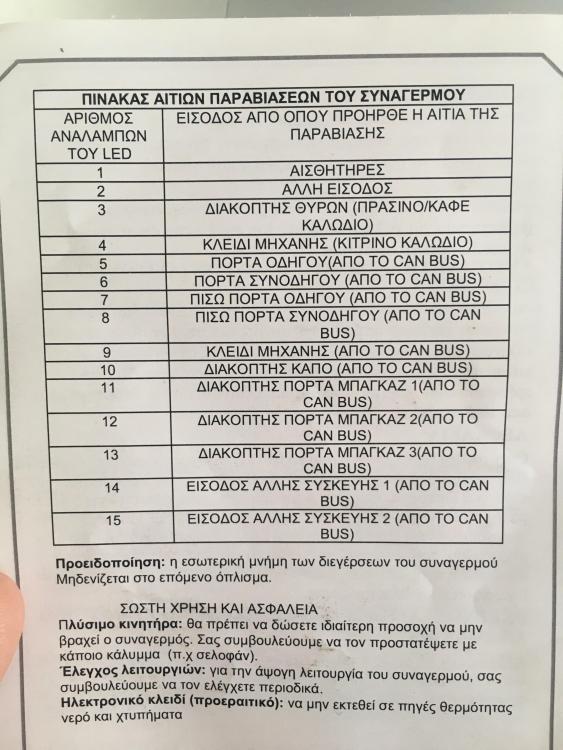 ΠΙΝΑΚΑΣ ΑΙΤΙΩΝ ΠΑΡΑΒΙΑΣΕΩΝ ΤΟΥ ΣΥΝΑΓΕΡΜΟΥ
ΑΡΙΘΜΟΣ
ΑΝΑΛΑΜΠΩΝ
ΤΟΥ LED
ΕΙΣΟΔΟΣ ΑΠΟ ΟΠΟΥ ΠΡΟΗΡΘΕ Η ΑΙΤΙΑ ΤΗΣ
ΠΑΡΑΒΙΑΣΗΣ
1 ΑΙΣΘΗΤΗΡΕΣ
2 ΑΛΛΗ ΕΙΣΟΔΟΣ
3 ΔΙΑΚΟΠΤΗΣ ΘΥΡΩΝ (ΠΡΑΣΙΝΟ/ΚΑΦΕ
ΚΑΛΩΔΙΟ)
4 ΚΛΕΙΔΙ ΜΗΧΑΝΗΣ (ΚΙΤΡΙΝΟ ΚΑΛΩΔΙΟ)
5 ΠΟΡΤΑ ΟΔΗΓΟΥ(ΑΠΟ ΤΟ CAN BUS)
6 ΠΟΡΤΑ ΣΥΝΟΔΗΓΟΥ (ΑΠΟ ΤΟ CAN BUS)
7 ΠΙΣΩ ΠΟΡΤΑ ΟΔΗΓΟΥ (ΑΠΟ ΤΟ CAN BUS)
8 ΠΙΣΩ ΠΟΡΤΑ ΣΥΝΟΔΗΓΟΥ (ΑΠΟ ΤΟ CAN
BUS)
9 ΚΛΕΙΔΙ ΜΗΧΑΝΗΣ (ΑΠΟ ΤΟ CAN BUS)
10 ΔΙΑΚΟΠΤΗΣ ΚΑΠΟ (ΑΠΟ ΤΟ CAN BUS)
11 ΔΙΑΚΟΠΤΗΣ ΠΟΡΤΑ ΜΠΑΓΚΑΖ 1(ΑΠΟ ΤΟ
CAN BUS)
12 ΔΙΑΚΟΠΤΗΣ ΠΟΡΤΑ ΜΠΑΓΚΑΖ 2(ΑΠΟ ΤΟ
CAN BUS)
13 ΔΙΑΚΟΠΤΗΣ ΠΟΡΤΑ ΜΠΑΓΚΑΖ 3(ΑΠΟ ΤΟ
CAN BUS)
14 ΕΙΣΟΔΟΣ ΑΛΛΗΣ ΣΥΣΚΕΥΗΣ 1 (ΑΠΟ ΤΟ CAN
BUS)
15 ΕΙΣΟΔΟΣ ΑΛΛΗΣ ΣΥΣΚΕΥΗΣ 2 (ΑΠΟ ΤΟ CAN
BUS)
Προειδοποίηση: η εσωτερική μνήμη των διεγέρσεων του συναγερμού
Μηδενίζεται στο επόμενο όπλισμα.
ΣΩΣΤΗ ΧΡΗΣΗ ΚΑΙ ΑΣΦΑΛΕΙΑ
Πλύσιμο κινητήρα: θα πρέπει να δώσετε ιδιαίτερη προσοχή να μην
βραχεί ο συναγερμός. Σας συμβουλεύουμε να τον προστατέψετε με
κάποιο κάλυμμα (π.χ σελοφάν).
Έλεγχος λειτουργιών: για την άψογη λειτουργία του συναγερμού, σας
συμβουλεύουμε να τον ελέγχετε περιοδικά.
Ηλεκτρονικό κλειδί (προεραιτικό): να μην εκτεθεί σε πηγές θερμότητας
νερό και χτυπήματα